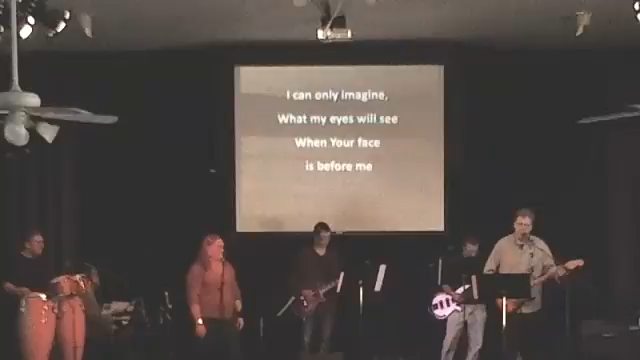 I can only imagine,
What my eyes will see
When Your face
is before me